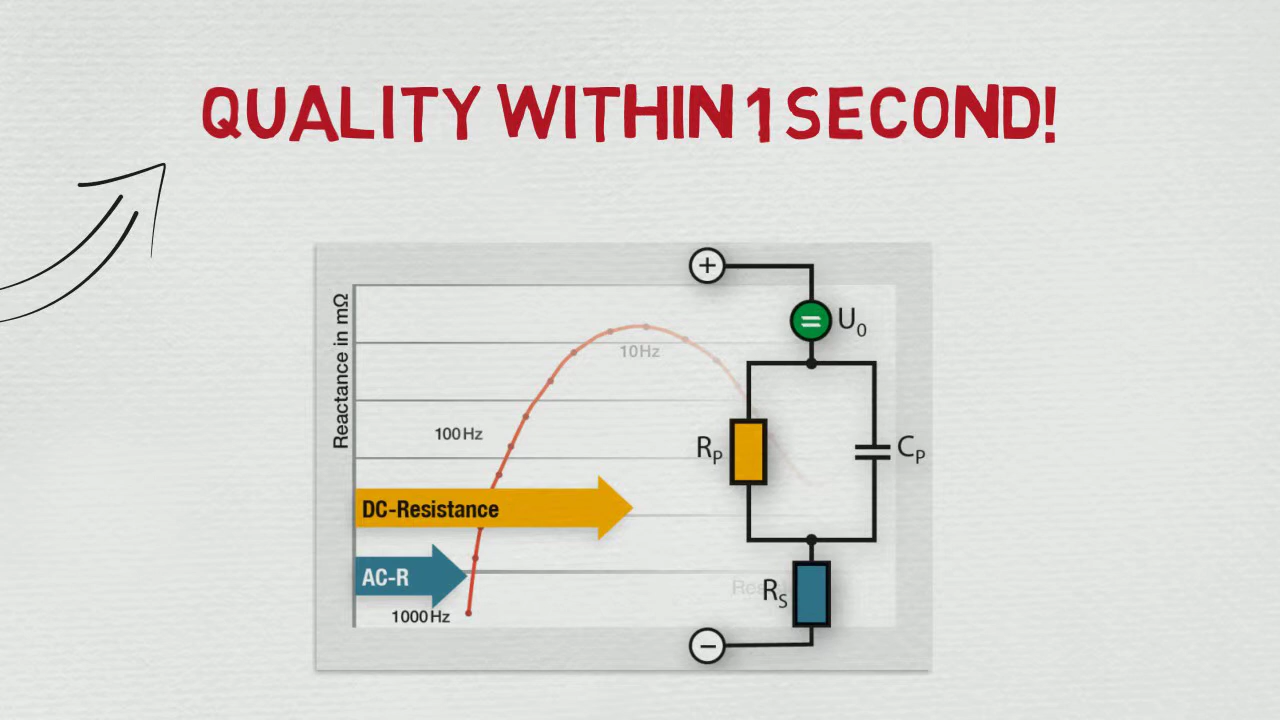 QUALITY WITHIN 1 SECOND!
+
U0
Reactance in mΩ
10Hz
100Hz
RP
CP
DC-Resistance
AC-R
RS
1000Hz
−